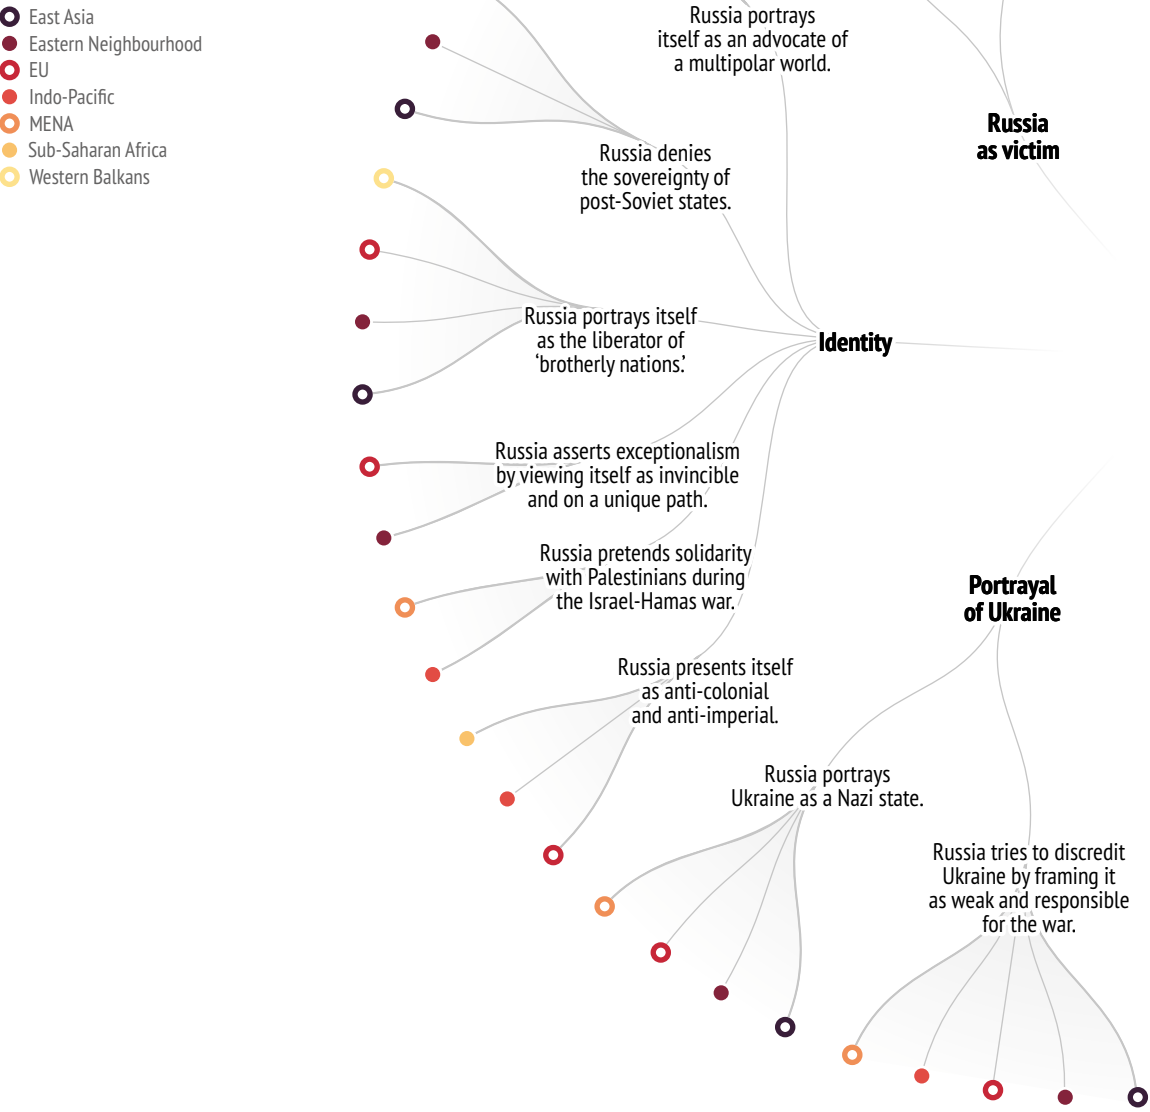 East Asia
Eastern Neighbourhood
EU
Indo-Pacific
MENA
Sub-Saharan Africa
Western Balkans
Russia portrays
itself as an advocate of
a multipolar world.
Russia
as victim
Russia denies
the sovereignty of
post-Soviet states.
Russia portrays itself
as the liberator of
‘brotherly nations.’
Identity
Russia asserts exceptionalism
by viewing itself as invincible
and on a unique path.
Russia pretends solidarity
with Palestinians during
the Israel-Hamas war.
Portrayal
of Ukraine
Russia presents itself
as anti-colonial
and anti-imperial.
Russia portrays
Ukraine as a Nazi state.
Russia tries to discredit
Ukraine by framing it
as weak and responsible
for the war.